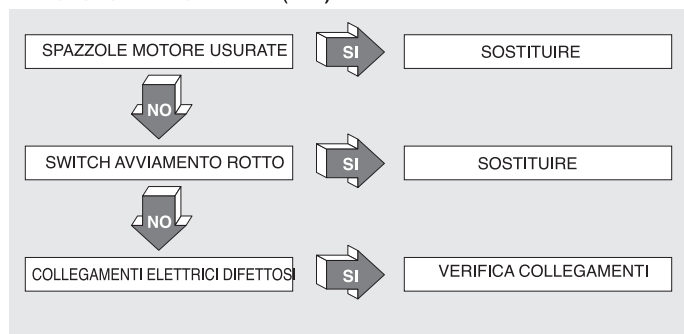 SPAZZOLE MOTORE USURATE SI SOSTITUIRE
NO
SWITCH AVVIAMENTO ROTTO SI SOSTITUIRE
NO
COLLEGAMENTI ELETTRICI DIFETTOSI SI VERIFICA COLLEGAMENTI